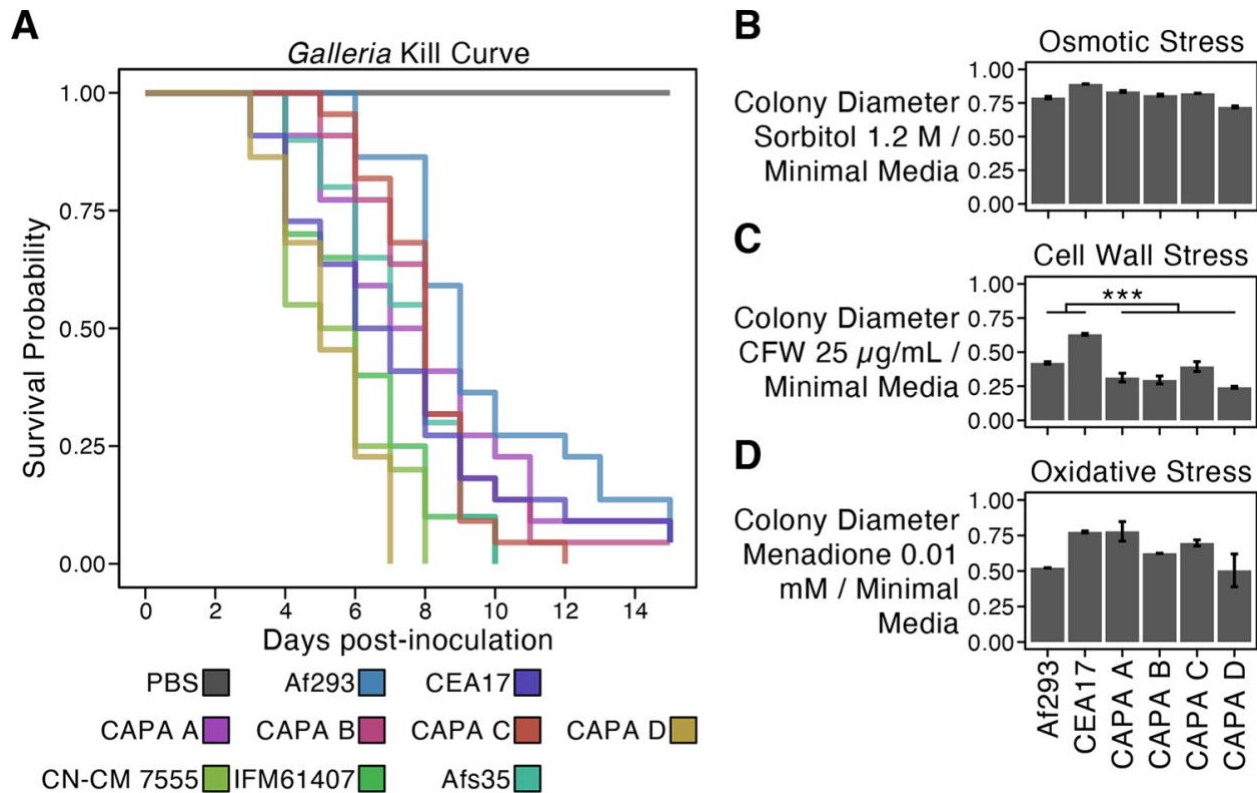 A
Galleria Kill Curve
Survival Probability
1.00
0.75
0.50
0.25
0.00
0 2 4 6 8 10 12 14
Days post-inoculation
PBS Af293 CEA17
CAPA A CAPA B CAPA C CAPA D
CN-CM 7555 IFM61407 Afs35
B
Osmotic Stress
Colony Diameter
Sorbitol 1.2 M /
Minimal Media
1.00
0.75
0.50
0.25
0.00
C
Cell Wall Stress
Colony Diameter
CFW 25 µg/mL /
Minimal Media
1.00
0.75
0.50
0.25
0.00
***
D
Oxidative Stress
Colony Diameter
Menadione 0.01
mM / Minimal
Media
1.00
0.75
0.50
0.25
0.00
Af293
CEA17
CAPA A
CAPA B
CAPA C
CAPA D